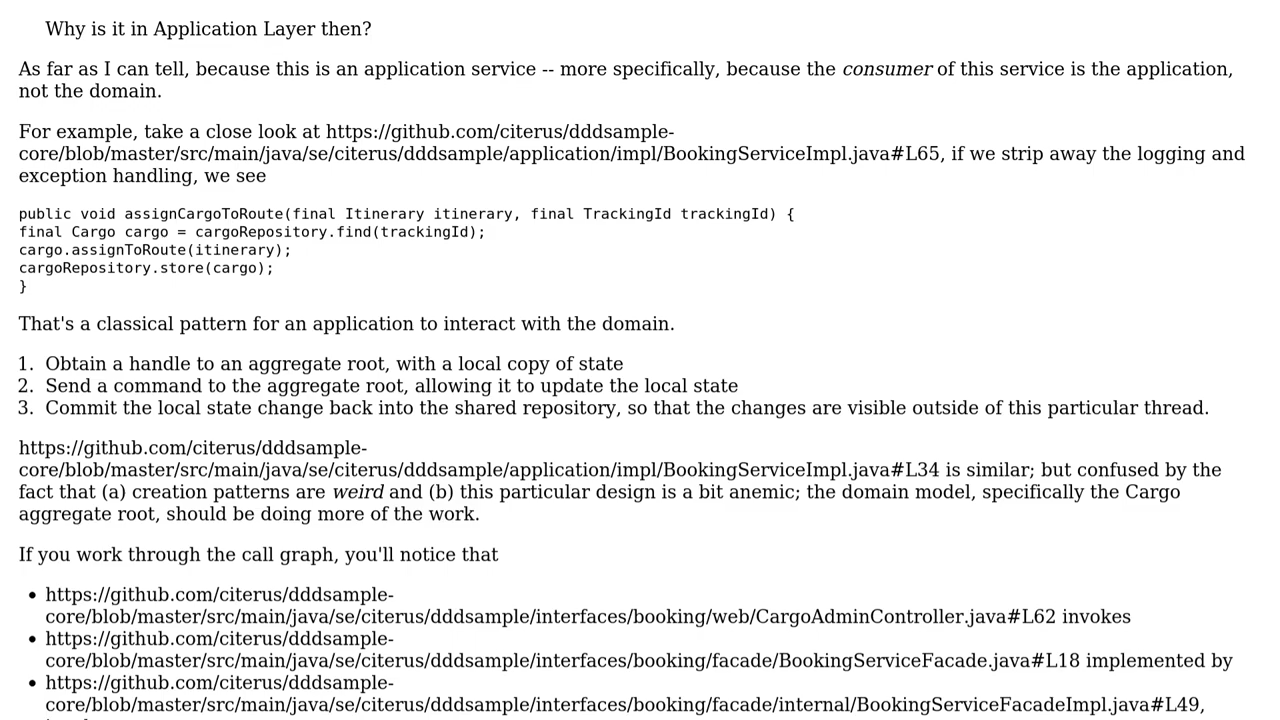 Why is it in Application Layer then?
As far as I can tell, because this is an application service -- more specifically, because the consumer of this service is the application,
not the domain.
For example, take a close look at https://github.com/citerus/dddsample-
core/blob/master/src/main/java/se/citerus/dddsample/application/impl/BookingServiceImpl.java#L65, if we strip away the logging and
exception handling, we see
public void assignCargoToRoute(final Itinerary itinerary, final TrackingId trackingId) {
final Cargo cargo = cargoRepository.find(trackingId);
cargo.assignToRoute(itinerary);
cargoRepository.store(cargo);
}
That's a classical pattern for an application to interact with the domain.
1. Obtain a handle to an aggregate root, with a local copy of state
2. Send a command to the aggregate root, allowing it to update the local state
3. Commit the local state change back into the shared repository, so that the changes are visible outside of this particular thread.
https://github.com/citerus/dddsample-
core/blob/master/src/main/java/se/citerus/dddsample/application/impl/BookingServiceImpl.java#L34 is similar; but confused by the
fact that (a) creation patterns are weird and (b) this particular design is a bit anemic; the domain model, specifically the Cargo
aggregate root, should be doing more of the work.
If you work through the call graph, you'll notice that
• https://github.com/citerus/dddsample-
core/blob/master/src/main/java/se/citerus/dddsample/interfaces/booking/web/CargoAdminController.java#L62 invokes
• https://github.com/citerus/dddsample-
core/blob/master/src/main/java/se/citerus/dddsample/interfaces/booking/facade/BookingServiceFacade.java#L18 implemented by
• https://github.com/citerus/dddsample-
core/blob/master/src/main/java/se/citerus/dddsample/interfaces/booking/facade/internal/BookingServiceFacadeImpl.java#L49,